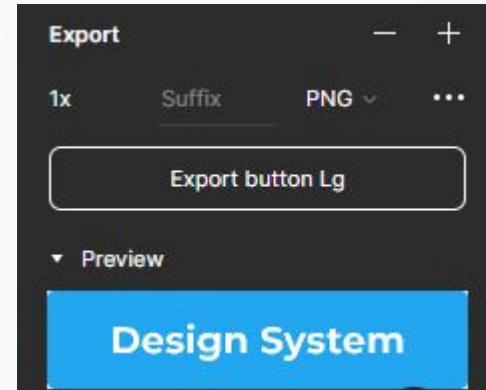 Export
1x Suffix PNG
Export button Lg
Preview
Design System